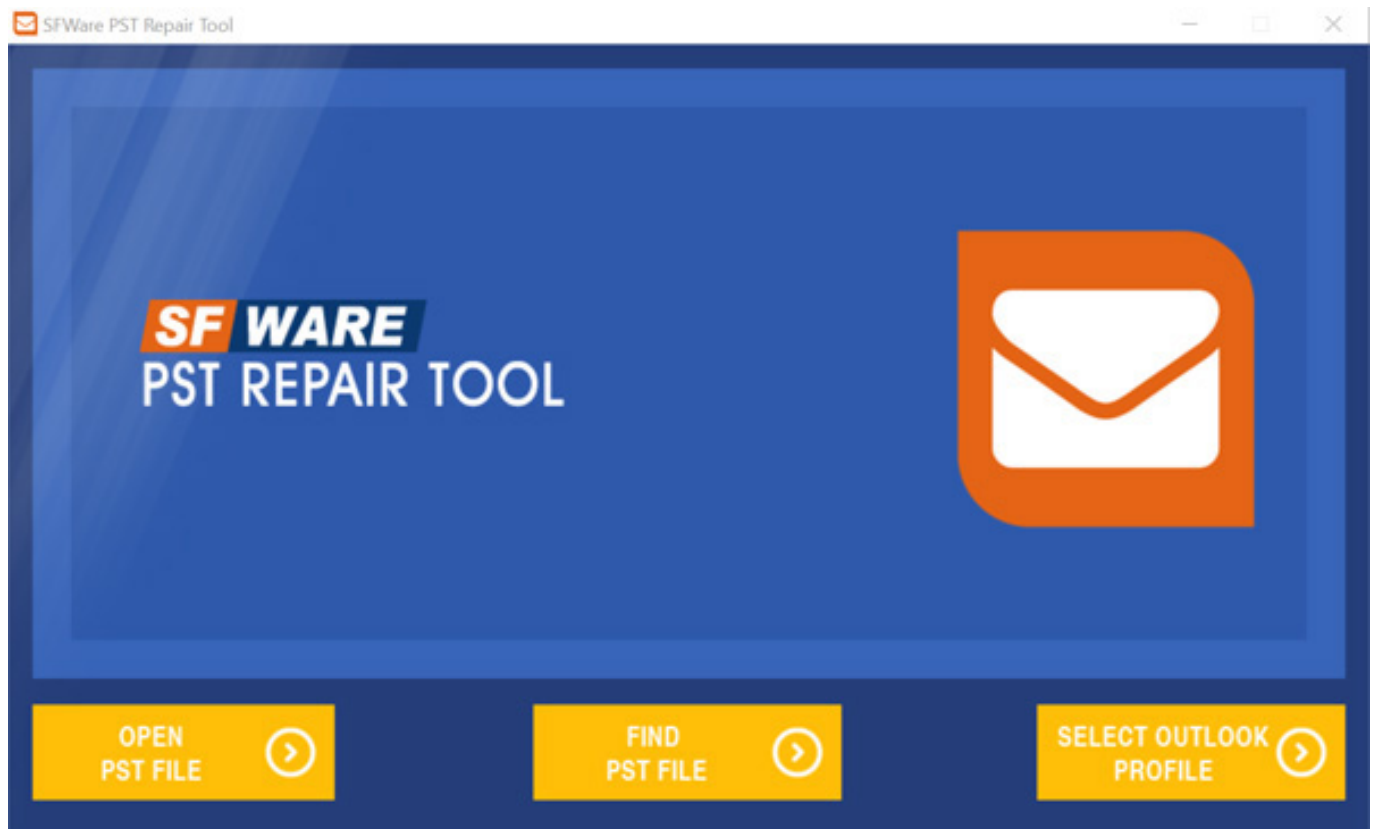 SFWare PST Repair Tool
SF WARE
PST REPAIR TOOL
OPEN
PST FILE
FIND
PST FILE
SELECT OUTLOOK
PROFILE